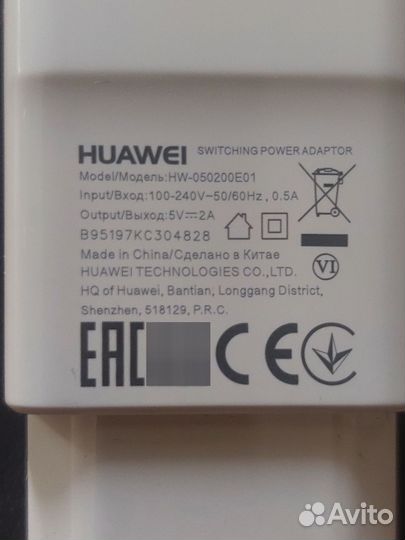 HUAWEI SWITCHING POWER ADAPTOR
Model/Модель:HW-050200E01
Input/Вход:100-240V~50/60Hz, 0.5A
Output/Выход:5V⎓2A
B95197KC304828
Made in China/Сделано в Китае
VI
HUAWEI TECHNOLOGIES CO.,LTD.
HQ of Huawei, Bantian, Longgang District,
Shenzhen, 518129, P.R.C.
EAC CE
Avito